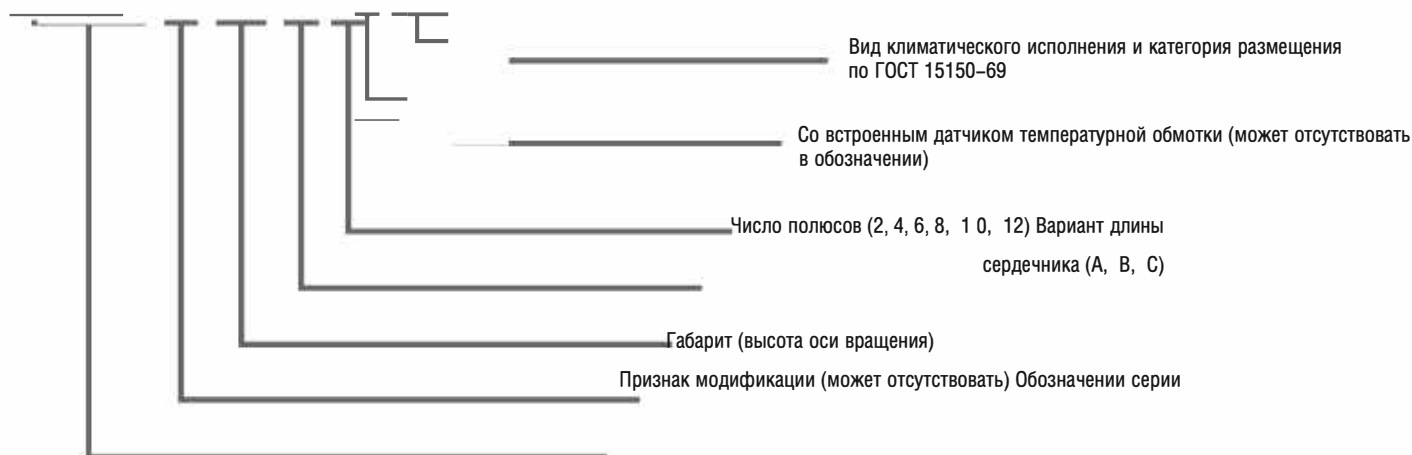 Вид климатического исполнения и категория размещения
по ГОСТ 15150–69
Со встроенным датчиком температурной обмотки (может отсутствовать
в обозначении)
Число полюсов (2, 4, 6, 8, 1 0, 12) Вариант длины
сердечника (А, В, С)
Габарит (высота оси вращения)
Признак модификации (может отсутствовать) Обозначении серии